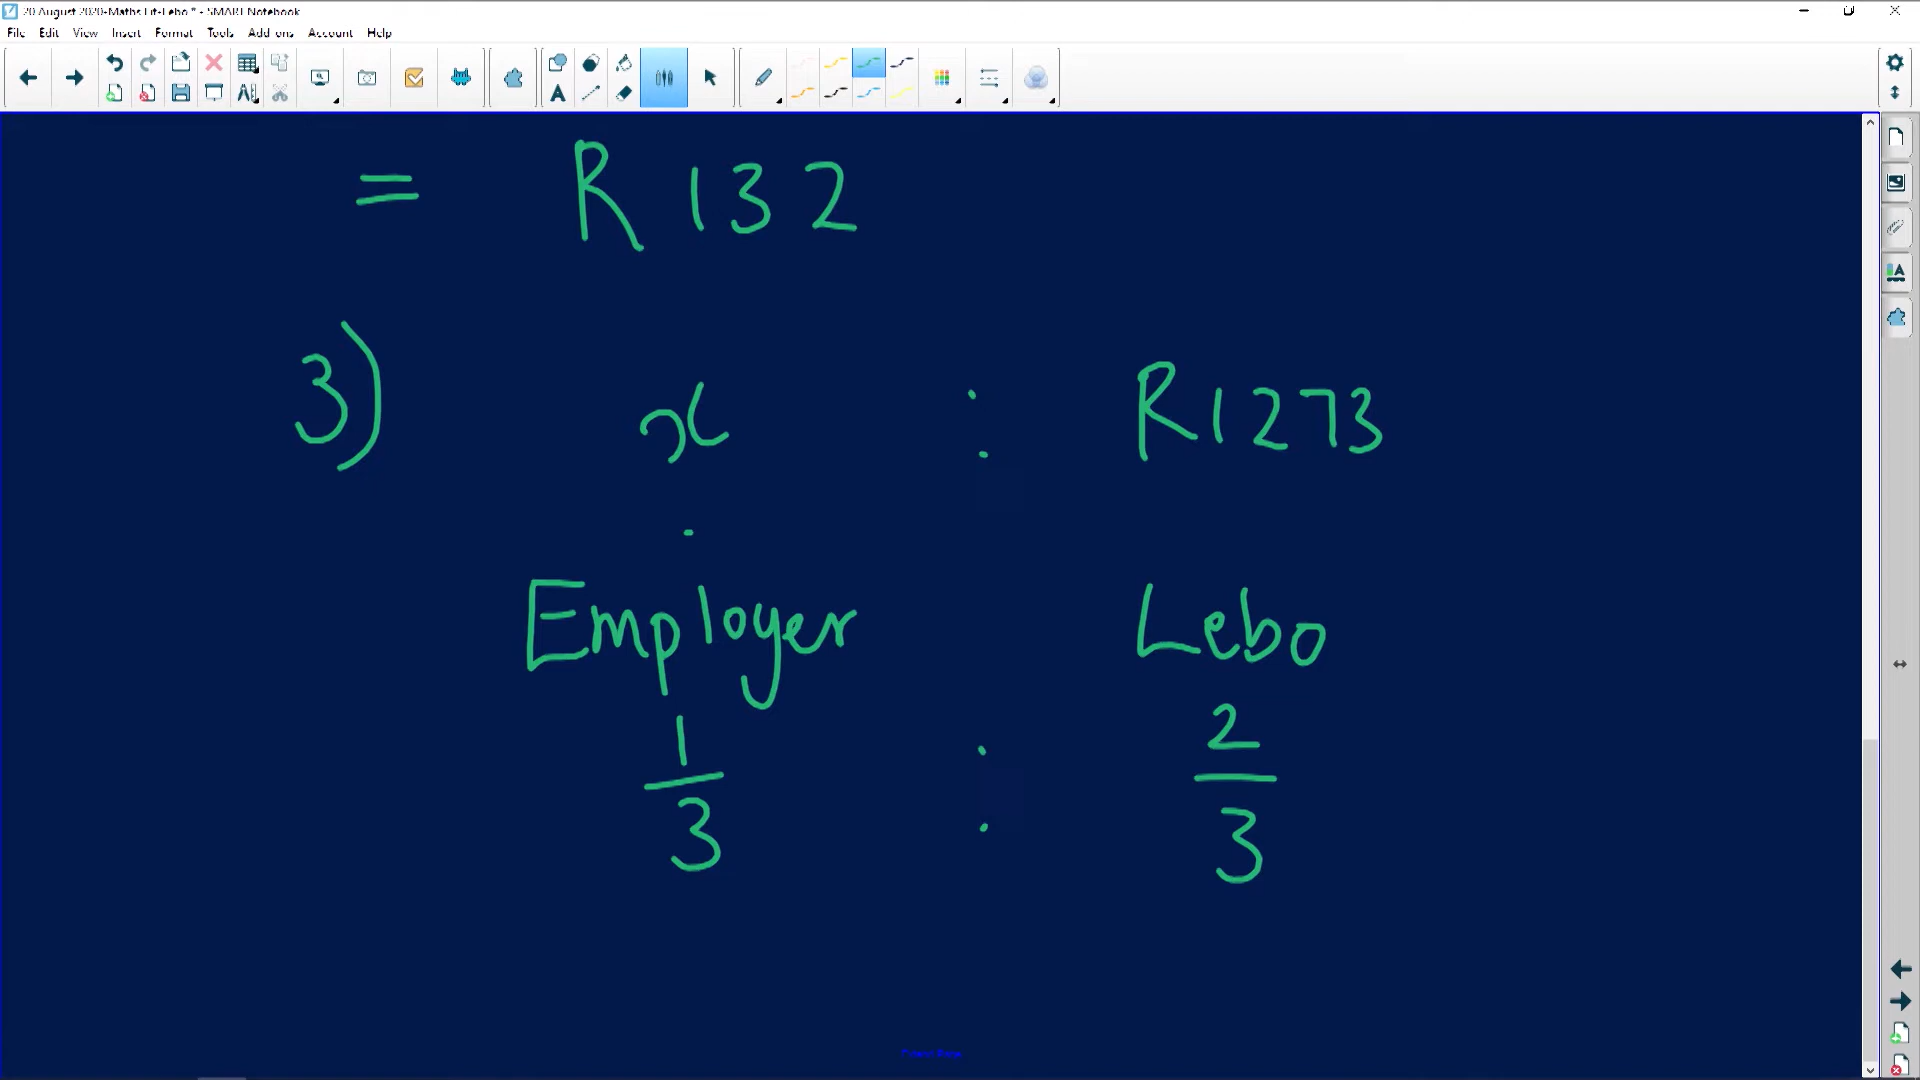 20 August 2020+Maths Lit+Lebo * - SMART Notebook
File Edit View Insert Format Tools Add-ons Account Help
= R 132
3) x : R1273
Employer Lebo
1/3 : 2/3